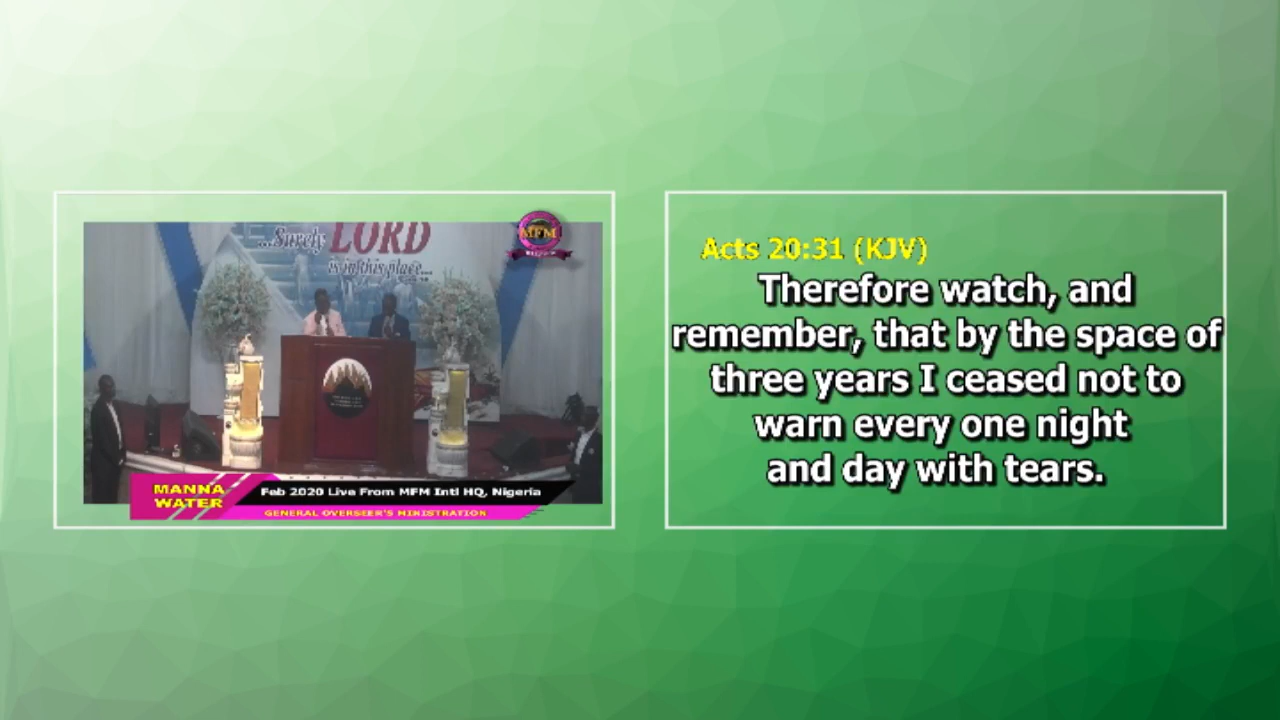 ...Surely LORD
is in this place...
MFM
MANNA
WATER
Feb 2020 Live From MFM Intl HQ, Nigeria
GENERAL OVERSEER'S MINISTRATION
Acts 20:31 (KJV)
Therefore watch, and
remember, that by the space of
three years I ceased not to
warn every one night
and day with tears.